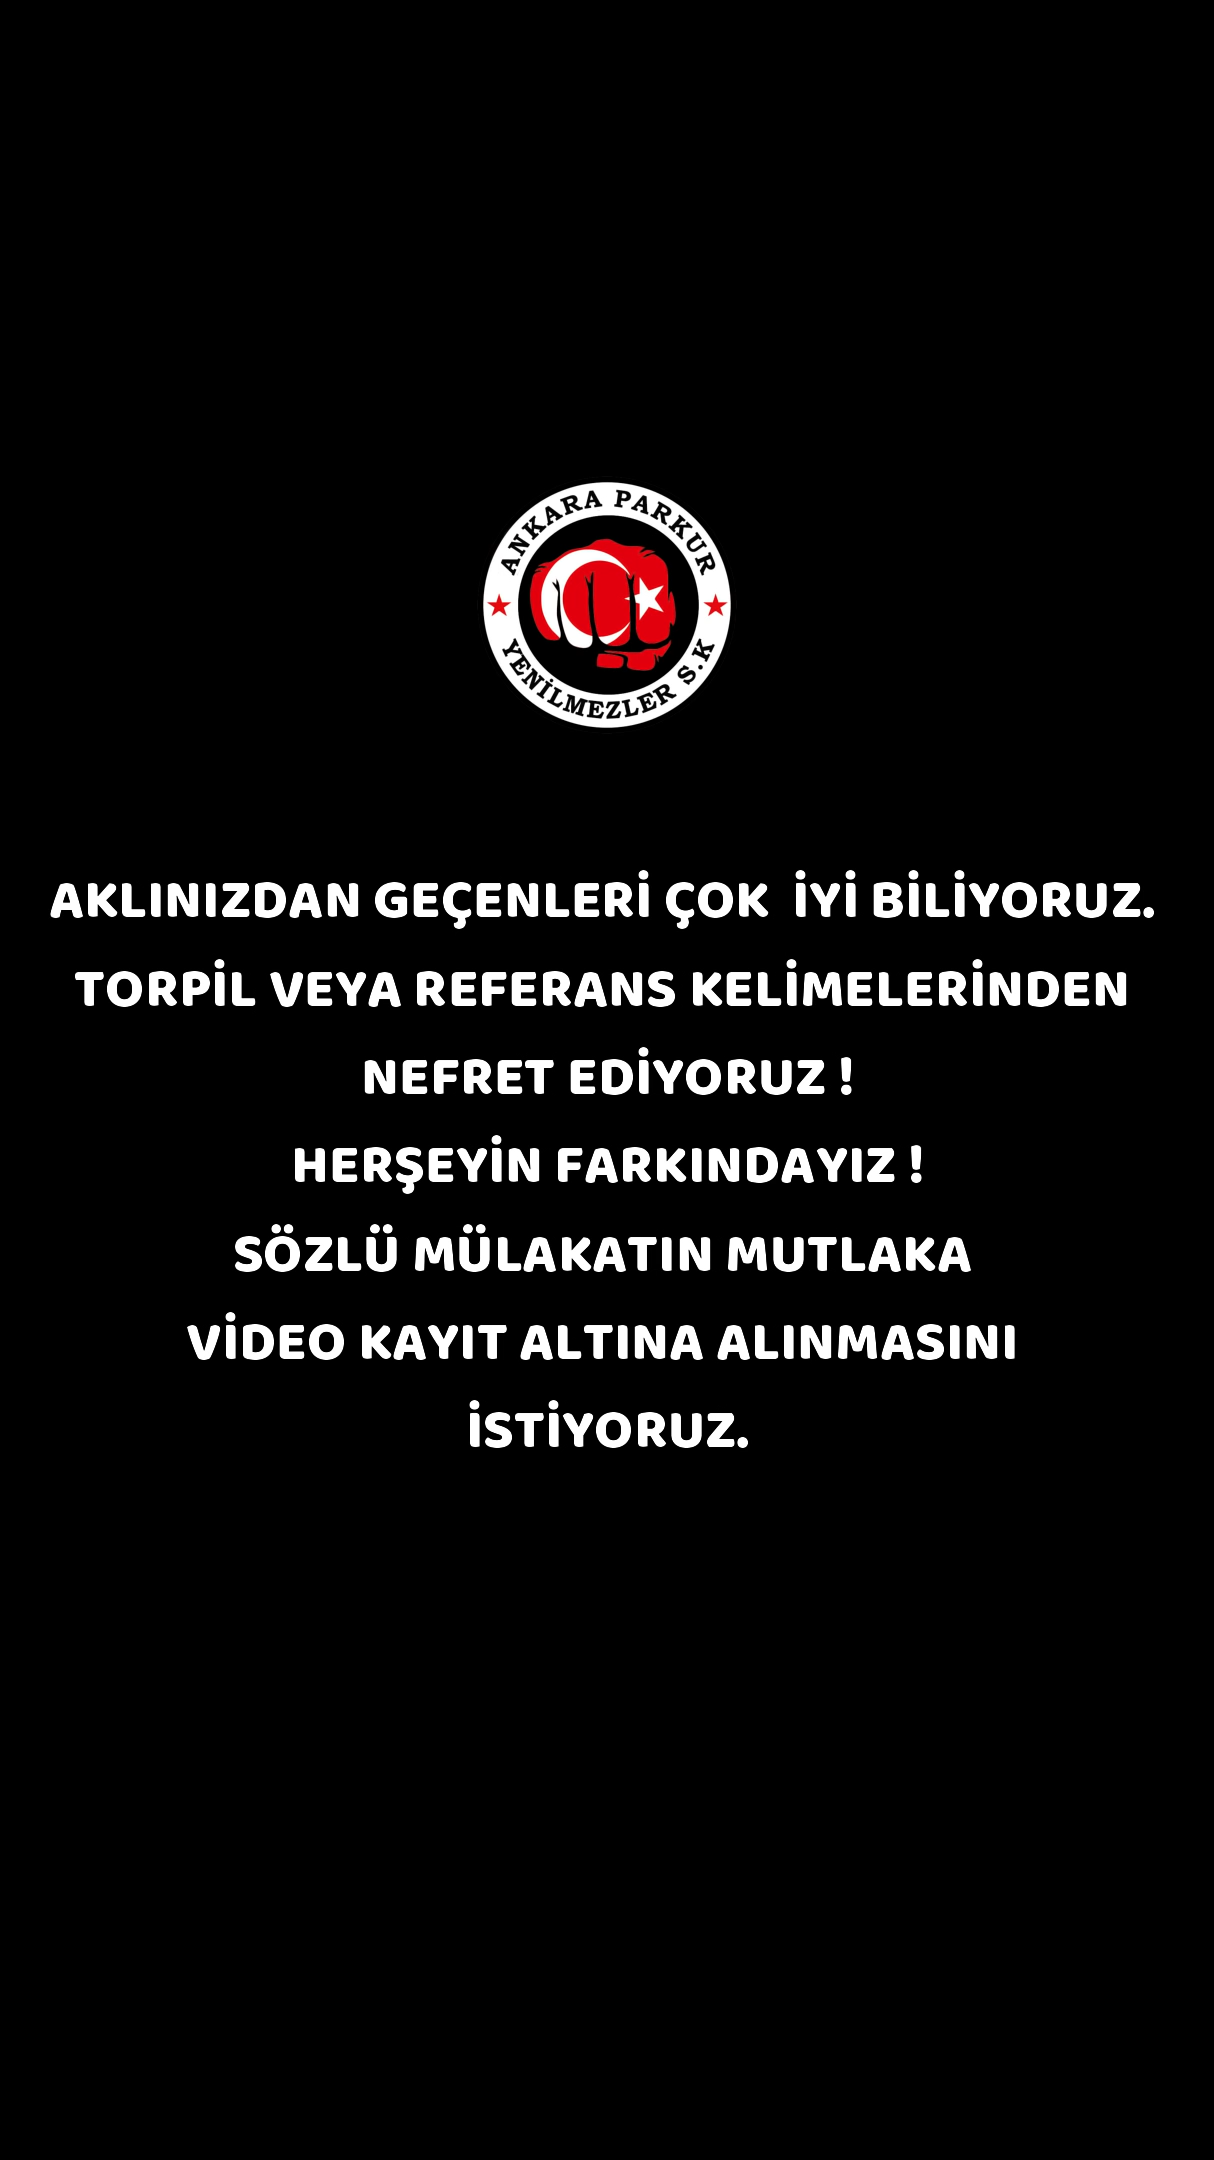 ANKARA PARKUR
YENİLMEZLER S.K
AKLINIZDAN GEÇENLERİ ÇOK İYİ BİLİYORUZ.
TORPİL VEYA REFERANS KELİMELERİNDEN
NEFRET EDİYORUZ !
HERŞEYİN FARKINDAYIZ !
SÖZLÜ MÜLAKATIN MUTLAKA
VİDEO KAYIT ALTINA ALINMASINI
İSTİYORUZ.